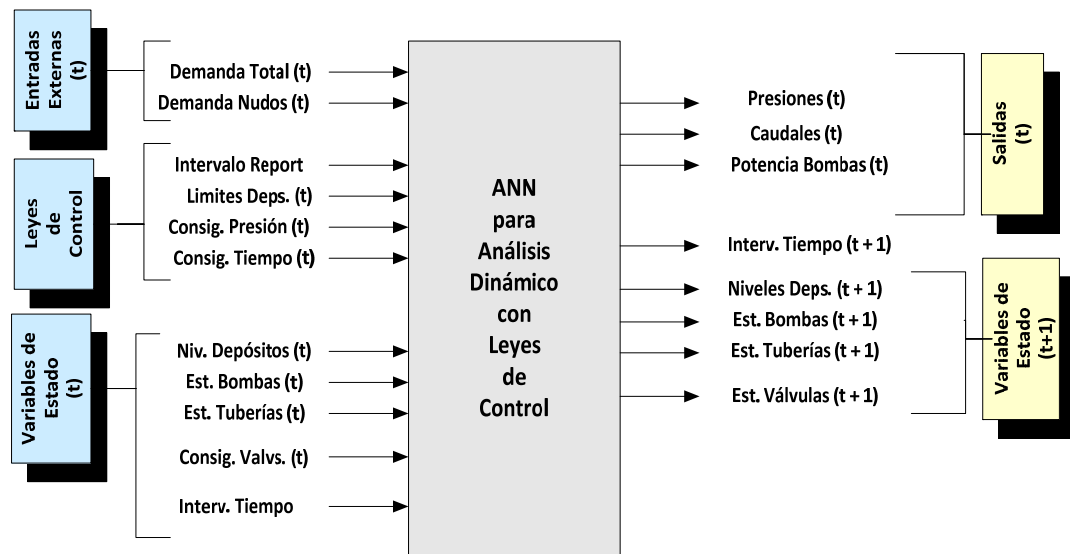 Entradas
Externas
(t)
Demanda Total (t)
Demanda Nudos (t)
Leyes
de
Control
Intervalo Report
Limites Deps. (t)
Consig. Presión (t)
Consig. Tiempo (t)
Variables de
Estado
(t)
Niv. Depósitos (t)
Est. Bombas (t)
Est. Tuberías (t)
Consig. Valvs. (t)
Interv. Tiempo
ANN
para
Análisis
Dinámico
con
Leyes
de
Control
Presiones (t)
Caudales (t)
Potencia Bombas (t)
Salidas
(t)
Interv. Tiempo (t + 1)
Niveles Deps. (t + 1)
Est. Bombas (t + 1)
Est. Tuberías (t + 1)
Est. Válvulas (t + 1)
Variables de
Estado
(t+1)